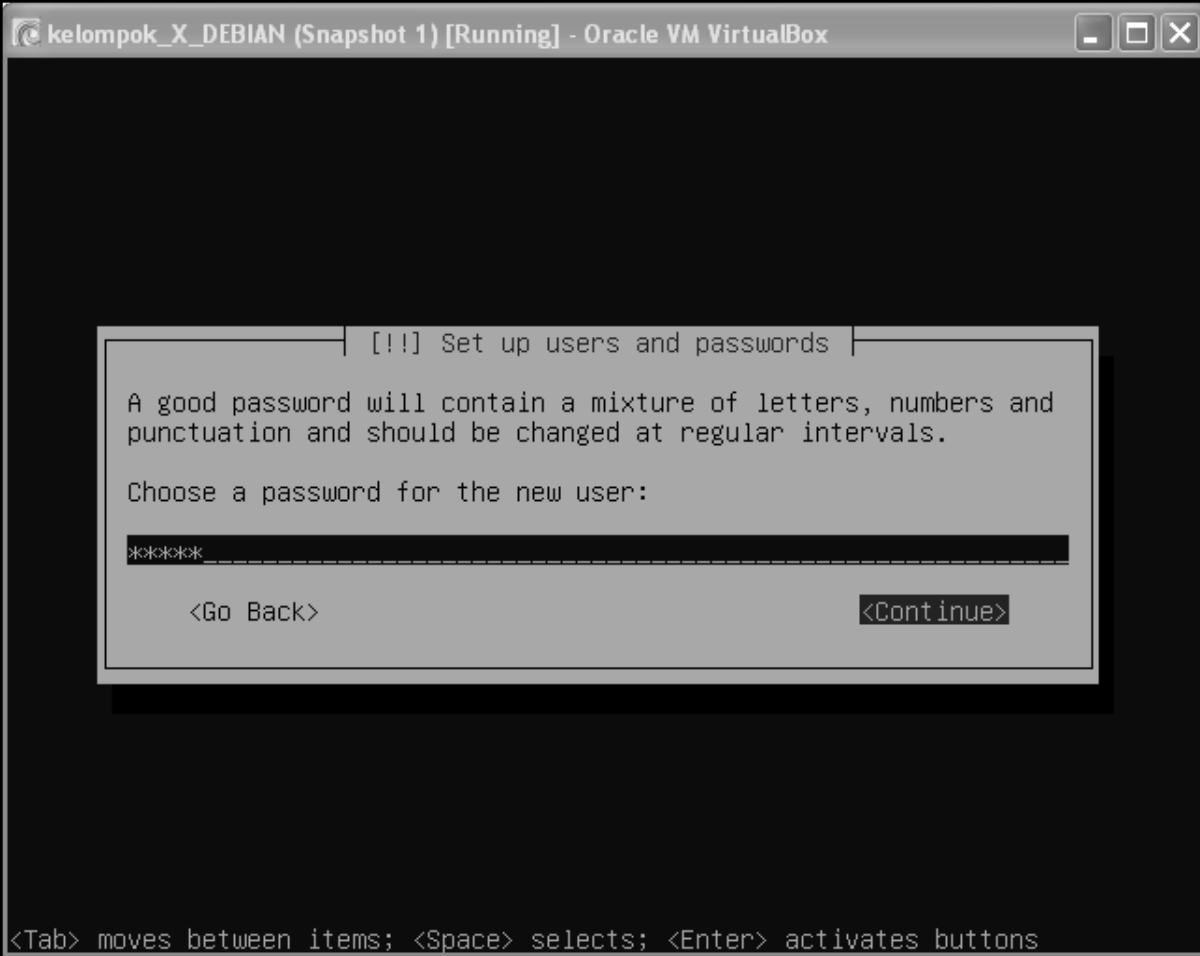 kelompok_X_DEBIAN (Snapshot 1) [Running] - Oracle VM VirtualBox
[!!] Set up users and passwords
A good password will contain a mixture of letters, numbers and
punctuation and should be changed at regular intervals.
Choose a password for the new user:
*****
<Go Back> <Continue>
<Tab> moves between items; <Space> selects; <Enter> activates buttons